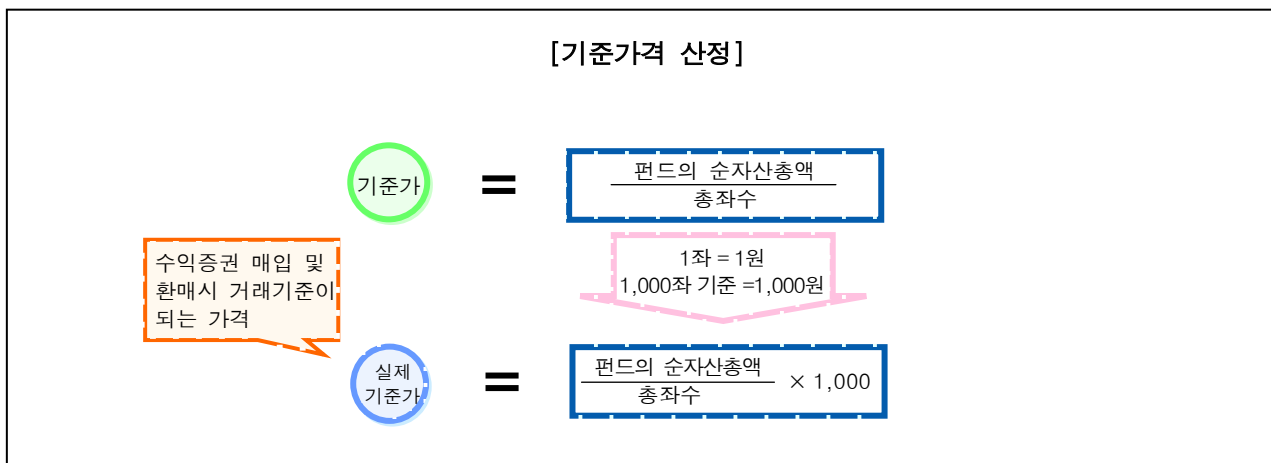 [기준가격 산정]
기준가
=
펀드의 순자산총액
총좌수
1좌 = 1원
1,000좌 기준 =1,000원
수익증권 매입 및
환매시 거래기준이
되는 가격
실제
기준가
=
펀드의 순자산총액
총좌수
× 1,000